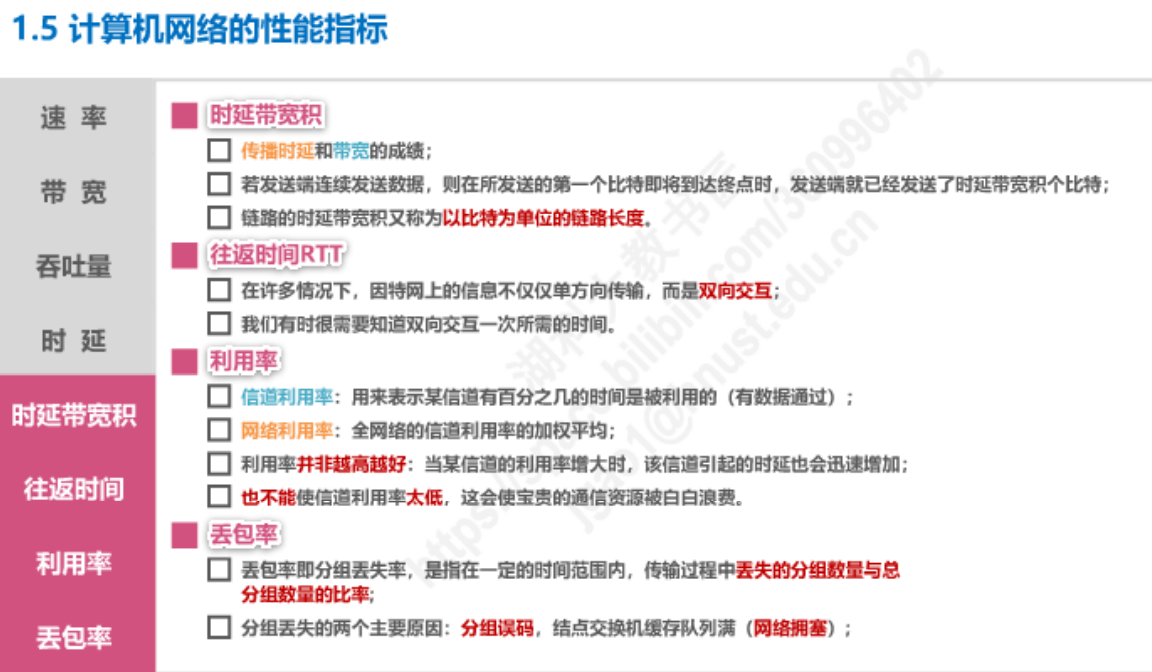 1.5 计算机网络的性能指标
速 率
带 宽
吞吐量
时 延
时延带宽积
往返时间
利用率
丢包率
时延带宽积
传播时延和带宽的成绩；
若发送端连续发送数据，则在所发送的第一个比特即将到达终点时，发送端就已经发送了时延带宽积个比特；
链路的时延带宽积又称为以比特为单位的链路长度。
往返时间RTT
在许多情况下，因特网上的信息不仅仅单方向传输，而是双向交互；
我们有时很需要知道双向交互一次所需的时间。
利用率
信道利用率：用来表示某信道有百分之几的时间是被利用的（有数据通过）；
网络利用率：全网络的信道利用率的加权平均；
利用率并非越高越好：当某信道的利用率增大时，该信道引起的时延也会迅速增加；
也不能使信道利用率太低，这会使宝贵的通信资源被白白浪费。
丢包率
丢包率即分组丢失率，是指在一定的时间范围内，传输过程中丢失的分组数量与总
分组数量的比率；
分组丢失的两个主要原因：分组误码，结点交换机缓存队列满（网络拥塞）；